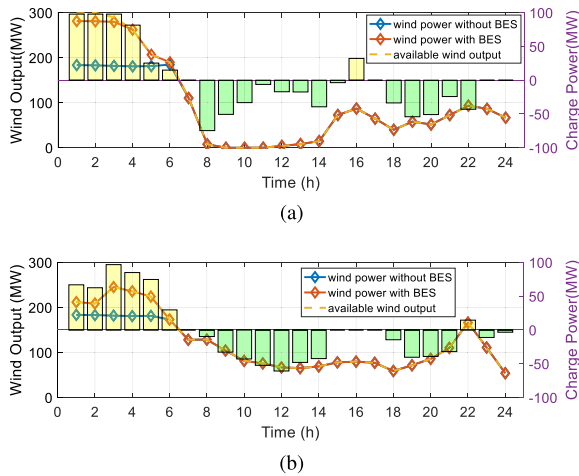 300
200
100
0
Wind Output(MW)
100
50
0
-50
-100
Charge Power(MW)
wind power without BES
wind power with BES
available wind output
0 2 4 6 8 10 12 14 16 18 20 22 24
Time (h)
(a)
300
200
100
0
Wind Output (MW)
100
50
0
-50
-100
Charge Power(MW)
wind power without BES
wind power with BES
available wind output
0 2 4 6 8 10 12 14 16 18 20 22 24
Time (h)
(b)